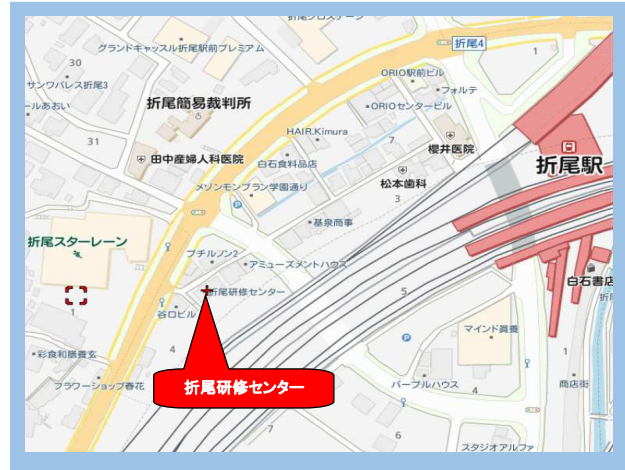 折尾クロステージ
グランドキャッスル折尾駅前プレミアム
折尾4
1
30
サンワパレス折尾3
ORIO駅前ビル
フォルテ
折尾簡易裁判所
ORIOセンタービル
ールあおい
HAIR.Kimura
31
7
櫻井医院
折尾駅
田中産婦人科医院
白石食料品店
松本歯科
メゾンモンブラン学園通り
3
基泉商事
折尾スターレーン
プチルノン2
アミューズメントハウス
白石書店
折尾研修センター
5
折
1
谷口ビル
マインド眞養
4
彩食和膳養玄
1
折尾研修センター
フラワーショップ春花
パープルハウス
4
商店街
7
6
スタジオアルファ